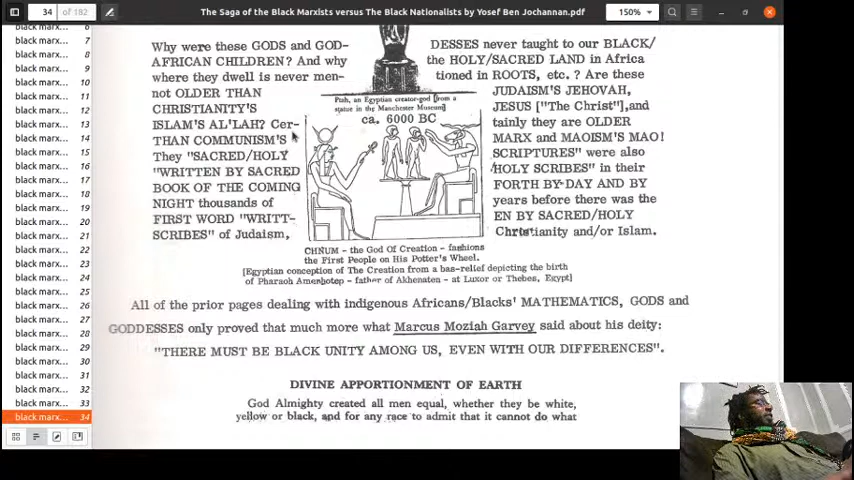 34 of 182
The Saga of the Black Marxists versus The Black Nationalists by Yosef Ben Jochannan.pdf
150%
black marx... 6
black marx... 7
black marx... 8
black marx... 9
black marx... 10
black marx... 11
black marx... 12
black marx... 13
black marx... 14
black marx... 15
black marx... 16
black marx... 17
black marx... 18
black marx... 19
black marx... 20
black marx... 21
black marx... 22
black marx... 23
black marx... 24
black marx... 25
black marx... 26
black marx... 27
black marx... 28
black marx... 29
black marx... 30
black marx... 31
black marx... 32
black marx... 33
black marx... 34
Why were these GODS and GOD-
AFRICAN CHILDREN? And why
where they dwell is never men-
not OLDER THAN
CHRISTIANITY'S
ISLAM'S AL'LAH? Cer-
THAN COMMUNISM'S
They "SACRED/HOLY
"WRITTEN BY SACRED
BOOK OF THE COMING
NIGHT thousands of
FIRST WORD "WRITT-
SCRIBES" of Judaism,
DESSES never taught to our BLACK/
the HOLY/SACRED LAND in Africa
tioned in ROOTS, etc. ? Are these
JUDAISM'S JEHOVAH,
JESUS ["The Christ"],and
tainly they are OLDER
MARX and MAOISM'S MAO!
SCRIPTURES" were also
HOLY SCRIBES" in their
FORTH BY-DAY AND BY
years before there was the
EN BY SACRED/HOLY
Christianity and/or Islam.
Ptah, an Egyptian creator-god [from a
statue in the Manchester Museum]
ca. 6000 BC
CHNUM - the God Of Creation - fashions
the First People on His Potter's Wheel.
[Egyptian conception of The Creation from a bas-relief depicting the birth
of Pharaoh Amenhotep - father of Akhenaten - at Luxor or Thebes, Egypt]
All of the prior pages dealing with indigenous Africans/Blacks' MATHEMATICS, GODS and
GODDESSES only proved that much more what Marcus Moziah Garvey said about his deity:
"THERE MUST BE BLACK UNITY AMONG US, EVEN WITH OUR DIFFERENCES".
DIVINE APPORTIONMENT OF EARTH
God Almighty created all men equal, whether they be white,
yellow or black, and for any race to admit that it cannot do what